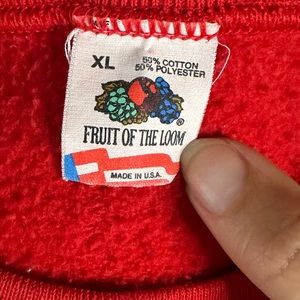 XL
50% COTTON
50% POLYESTER
®
FRUIT OF THE LOOM
MADE IN U.S.A.